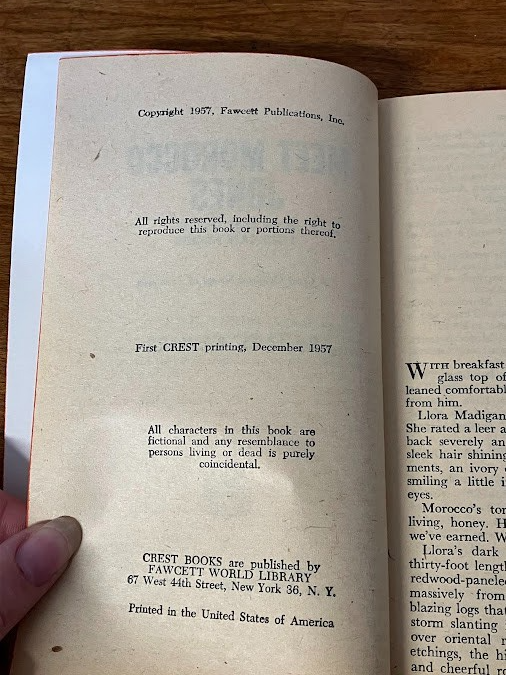 Copyright 1957, Fawcett Publications, Inc.
All rights reserved, including the right to
reproduce this book or portions thereof.
First CREST printing, December 1957
All characters in this book are
fictional and any resemblance to
persons living or dead is purely
coincidental.
CREST BOOKS are published by
FAWCETT WORLD LIBRARY
67 West 44th Street, New York 36, N. Y.
Printed in the United States of America
WITH breakfast
glass top of
leaned comfortabl
from him.
Llora Madigan
She rated a leer a
back severely an
sleek hair shining
ments, an ivory
smiling a little i
eyes.
Morocco's ton
living, honey. H
we've earned. W
Llora's dark
thirty-foot length
redwood-panele
massively from
blazing logs that
storm slanting
over oriental
etchings, the hi
and cheerful ro